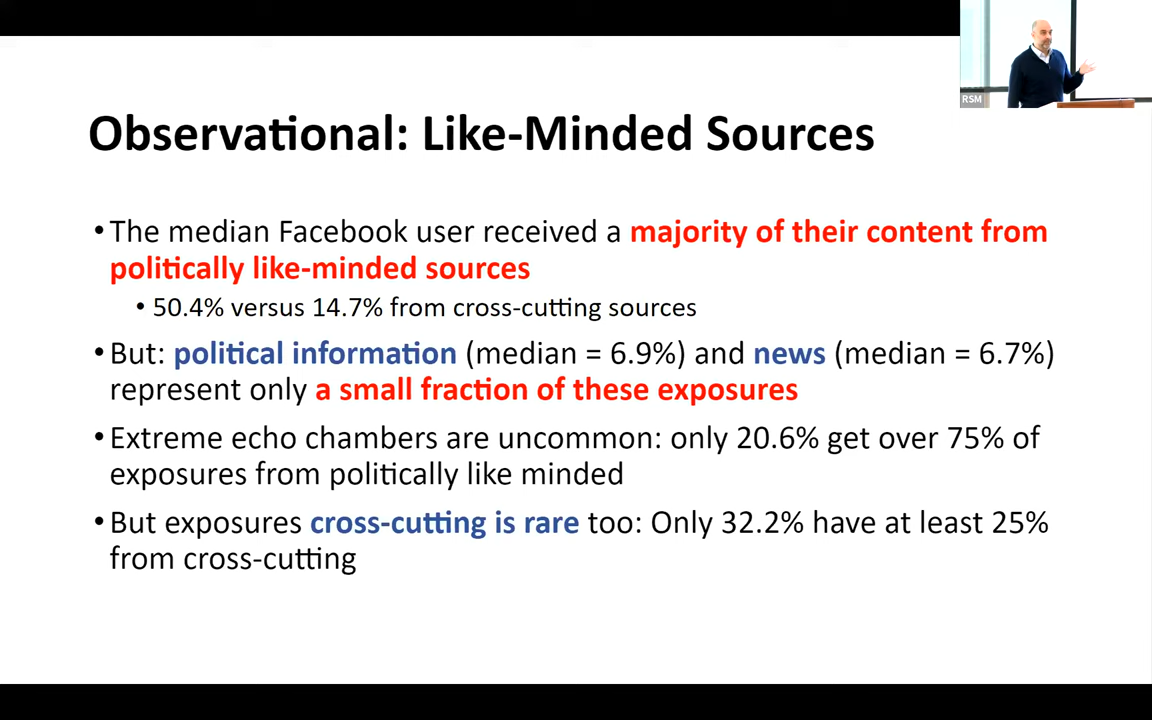 RSM
Observational: Like-Minded Sources
•The median Facebook user received a majority of their content from
politically like-minded sources
• 50.4% versus 14.7% from cross-cutting sources
•But: political information (median = 6.9%) and news (median = 6.7%)
represent only a small fraction of these exposures
•Extreme echo chambers are uncommon: only 20.6% get over 75% of
exposures from politically like minded
•But exposures cross-cutting is rare too: Only 32.2% have at least 25%
from cross-cutting